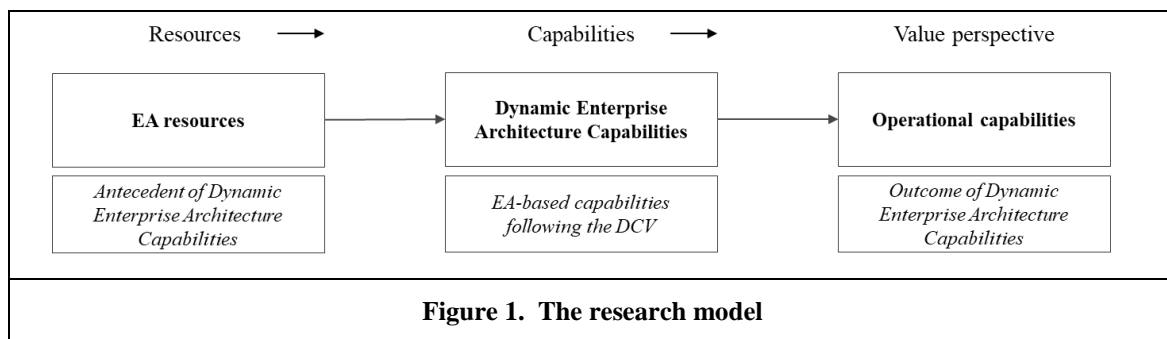 Resources → Capabilities → Value perspective
EA resources
Dynamic Enterprise
Architecture Capabilities
Operational capabilities
Antecedent of Dynamic
Enterprise Architecture
Capabilities
EA-based capabilities
following the DCV
Outcome of Dynamic
Enterprise Architecture
Capabilities
Figure 1. The research model